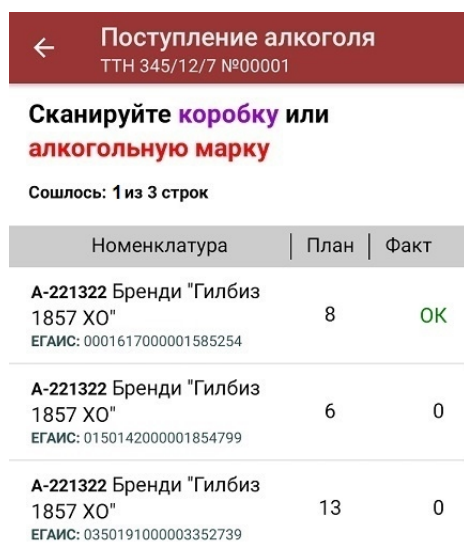 Поступление алкоголя
ТТН 345/12/7 №00001
Сканируйте коробку или
алкогольную марку
Сошлось: 1 из 3 строк
Номенклатура | План | Факт
А-221322 Бренди "Гилбиз 1857 ХО" 8 ОК
ЕГАИС: 0001617000001585254
А-221322 Бренди "Гилбиз 1857 ХО" 6 0
ЕГАИС: 0150142000001854799
А-221322 Бренди "Гилбиз 1857 ХО" 13 0
ЕГАИС: 0350191000003352739